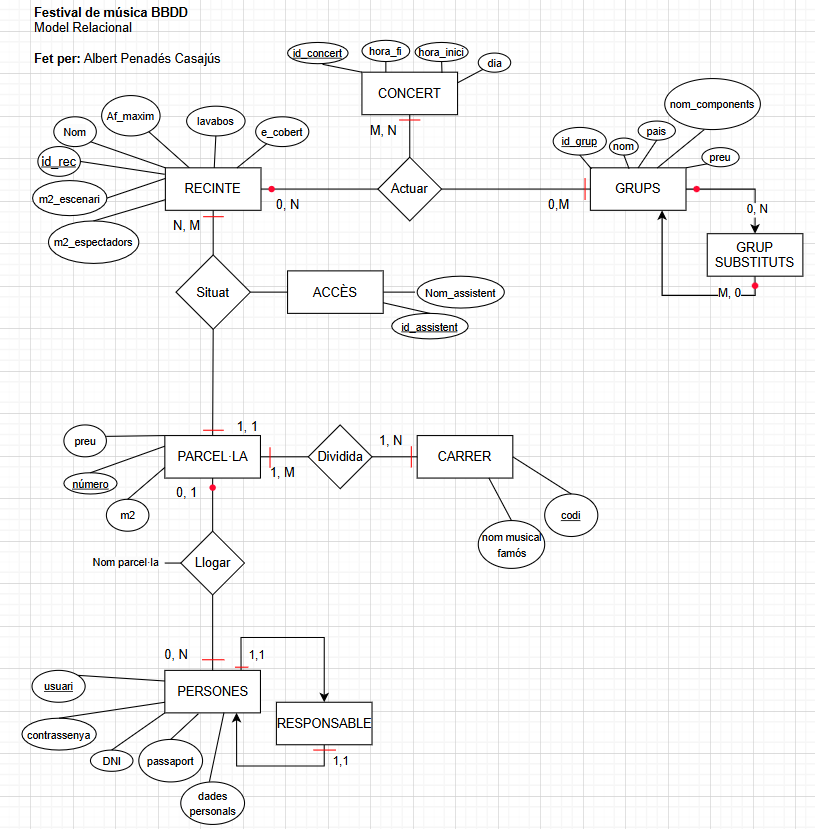 Festival de música BBDD
Model Relacional
Fet per: Albert Penadés Casajús
id_concert
hora_fi
hora_inici
dia
CONCERT
M, N
Nom
Af_maxim
lavabos
e_cobert
id_rec
m2_escenari
m2_espectadors
RECINTE
0, N
N, M
Actuar
0,M
id_grup
nom
pais
nom_components
preu
GRUPS
0, N
GRUP
SUBSTITUTS
M, 0
Situat
ACCÈS
Nom_assistent
id_assistent
1, 1
preu
número
m2
PARCEL·LA
1, M
0, 1
Dividida
1, N
CARRER
nom musical
famós
codi
Nom parcel·la
Llogar
0, N
1,1
usuari
contrassenya
DNI
passaport
dades
personals
PERSONES
RESPONSABLE
1,1